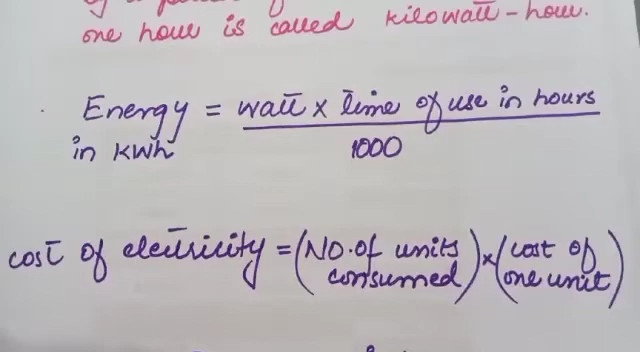 one hour is called kilowatt-hour.
Energy = watt x time of use in hours
in kWh 1000
cost of electricity = (No. of units consumed) x (cost of one unit)